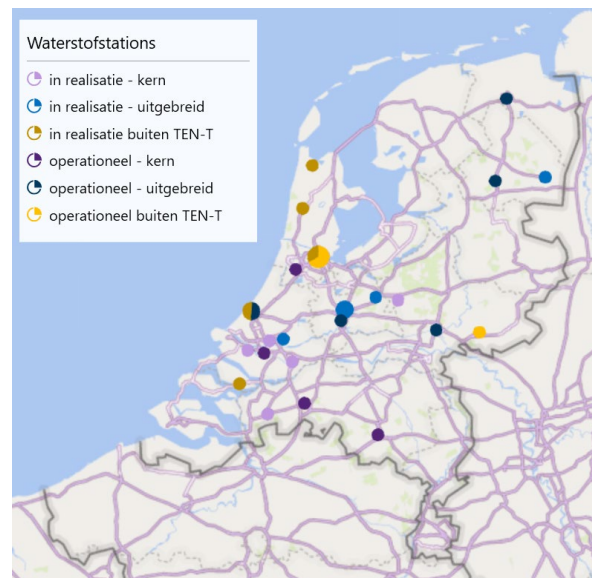 Waterstofstations
in realisatie - kern
in realisatie - uitgebreid
in realisatie buiten TEN-T
operationeel - kern
operationeel - uitgebreid
operationeel buiten TEN-T